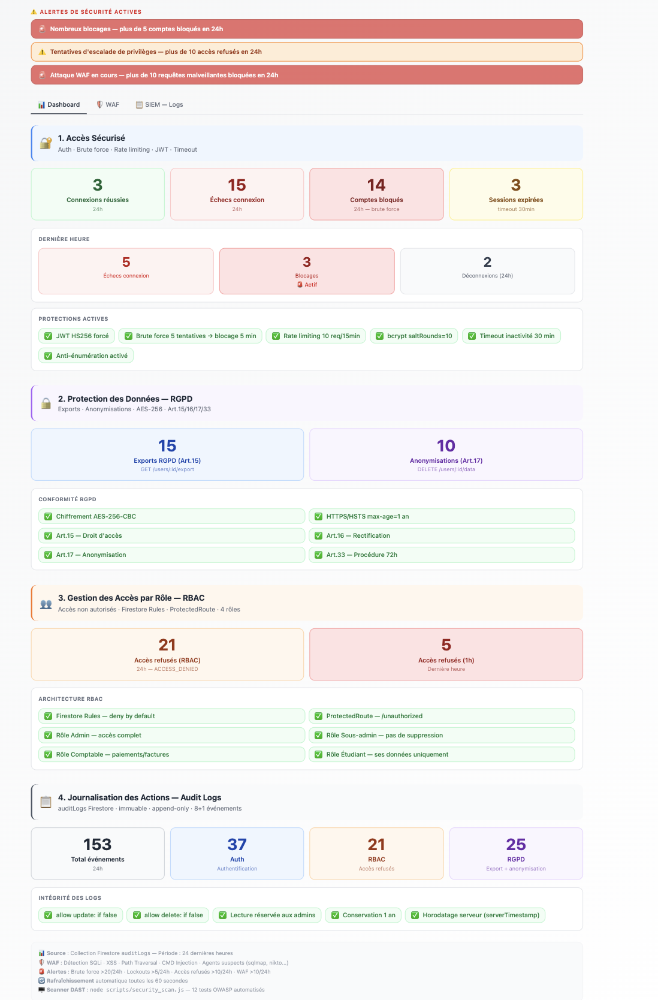 ALERTES DE SÉCURITÉ ACTIVES
Nombreux blocages — plus de 5 comptes bloqués en 24h
Tentatives d'escalade de privilèges — plus de 10 accès refusés en 24h
Attaque WAF en cours — plus de 10 requêtes malveillantes bloquées en 24h
Dashboard WAF SIEM — Logs
1. Accès Sécurisé
Auth · Brute force · Rate limiting · JWT · Timeout
3 15 14 3
Connexions réussies Échecs connexion Comptes bloqués Sessions expirées
24h 24h 24h — brute force timeout 30min
DERNIÈRE HEURE
5 3 2
Échecs connexion Blocages Déconnexions (24h)
Actif
PROTECTIONS ACTIVES
JWT HS256 forcé Brute force 5 tentatives → blocage 5 min Rate limiting 10 req/15min bcrypt saltRounds=10 Timeout inactivité 30 min
Anti-énumération activé
2. Protection des Données — RGPD
Exports · Anonymisations · AES-256 · Art.15/16/17/33
15 10
Exports RGPD (Art.15) Anonymisations (Art.17)
GET /users/:id/export DELETE /users/:id/data
CONFORMITÉ RGPD
Chiffrement AES-256-CBC HTTPS/HSTS max-age=1 an
Art.15 — Droit d'accès Art.16 — Rectification
Art.17 — Anonymisation Art.33 — Procédure 72h
3. Gestion des Accès par Rôle — RBAC
Accès non autorisés · Firestore Rules · ProtectedRoute · 4 rôles
21 5
Accès refusés (RBAC) Accès refusés (1h)
24h — ACCESS_DENIED Dernière heure
ARCHITECTURE RBAC
Firestore Rules — deny by default ProtectedRoute — /unauthorized
Rôle Admin — accès complet Rôle Sous-admin — pas de suppression
Rôle Comptable — paiements/factures Rôle Étudiant — ses données uniquement
4. Journalisation des Actions — Audit Logs
auditLogs Firestore · immuable · append-only · 8+1 événements
153 37 21 25
Total événements Auth RBAC RGPD
24h Authentification Accès refusés Export + anonymisation
INTÉGRITÉ DES LOGS
allow update: if false allow delete: if false Lecture réservée aux admins Conservation 1 an Horodatage serveur (serverTimestamp)
Source : Collection Firestore auditLogs — Période : 24 dernières heures
WAF : Détection SQLi · XSS · Path Traversal · CMD Injection · Agents suspects (sqlmap, nikto...)
Alertes : Brute force >20/24h · Lockouts >5/24h · Accès refusés >10/24h · WAF >10/24h
Rafraîchissement automatique toutes les 60 secondes
Scanner DAST : node scripts/security_scan.js — 12 tests OWASP automatisés